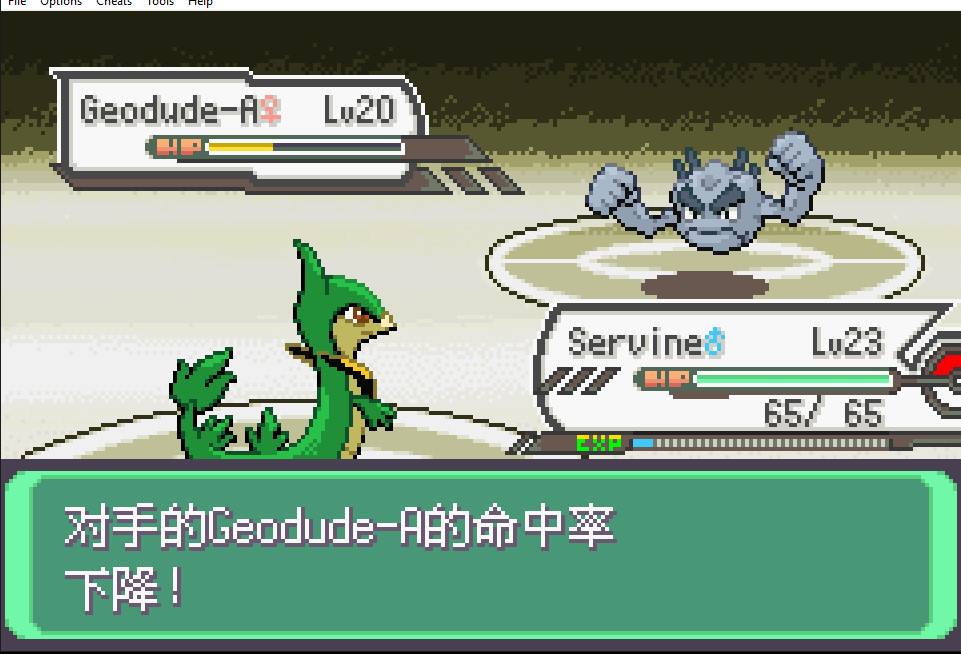 File Options Cheats Tools Help
Geodude-A♀ Lv20
HP
Servine♂ Lv23
HP
65/ 65
EXP
对手的Geodude-A的命中率
下降!